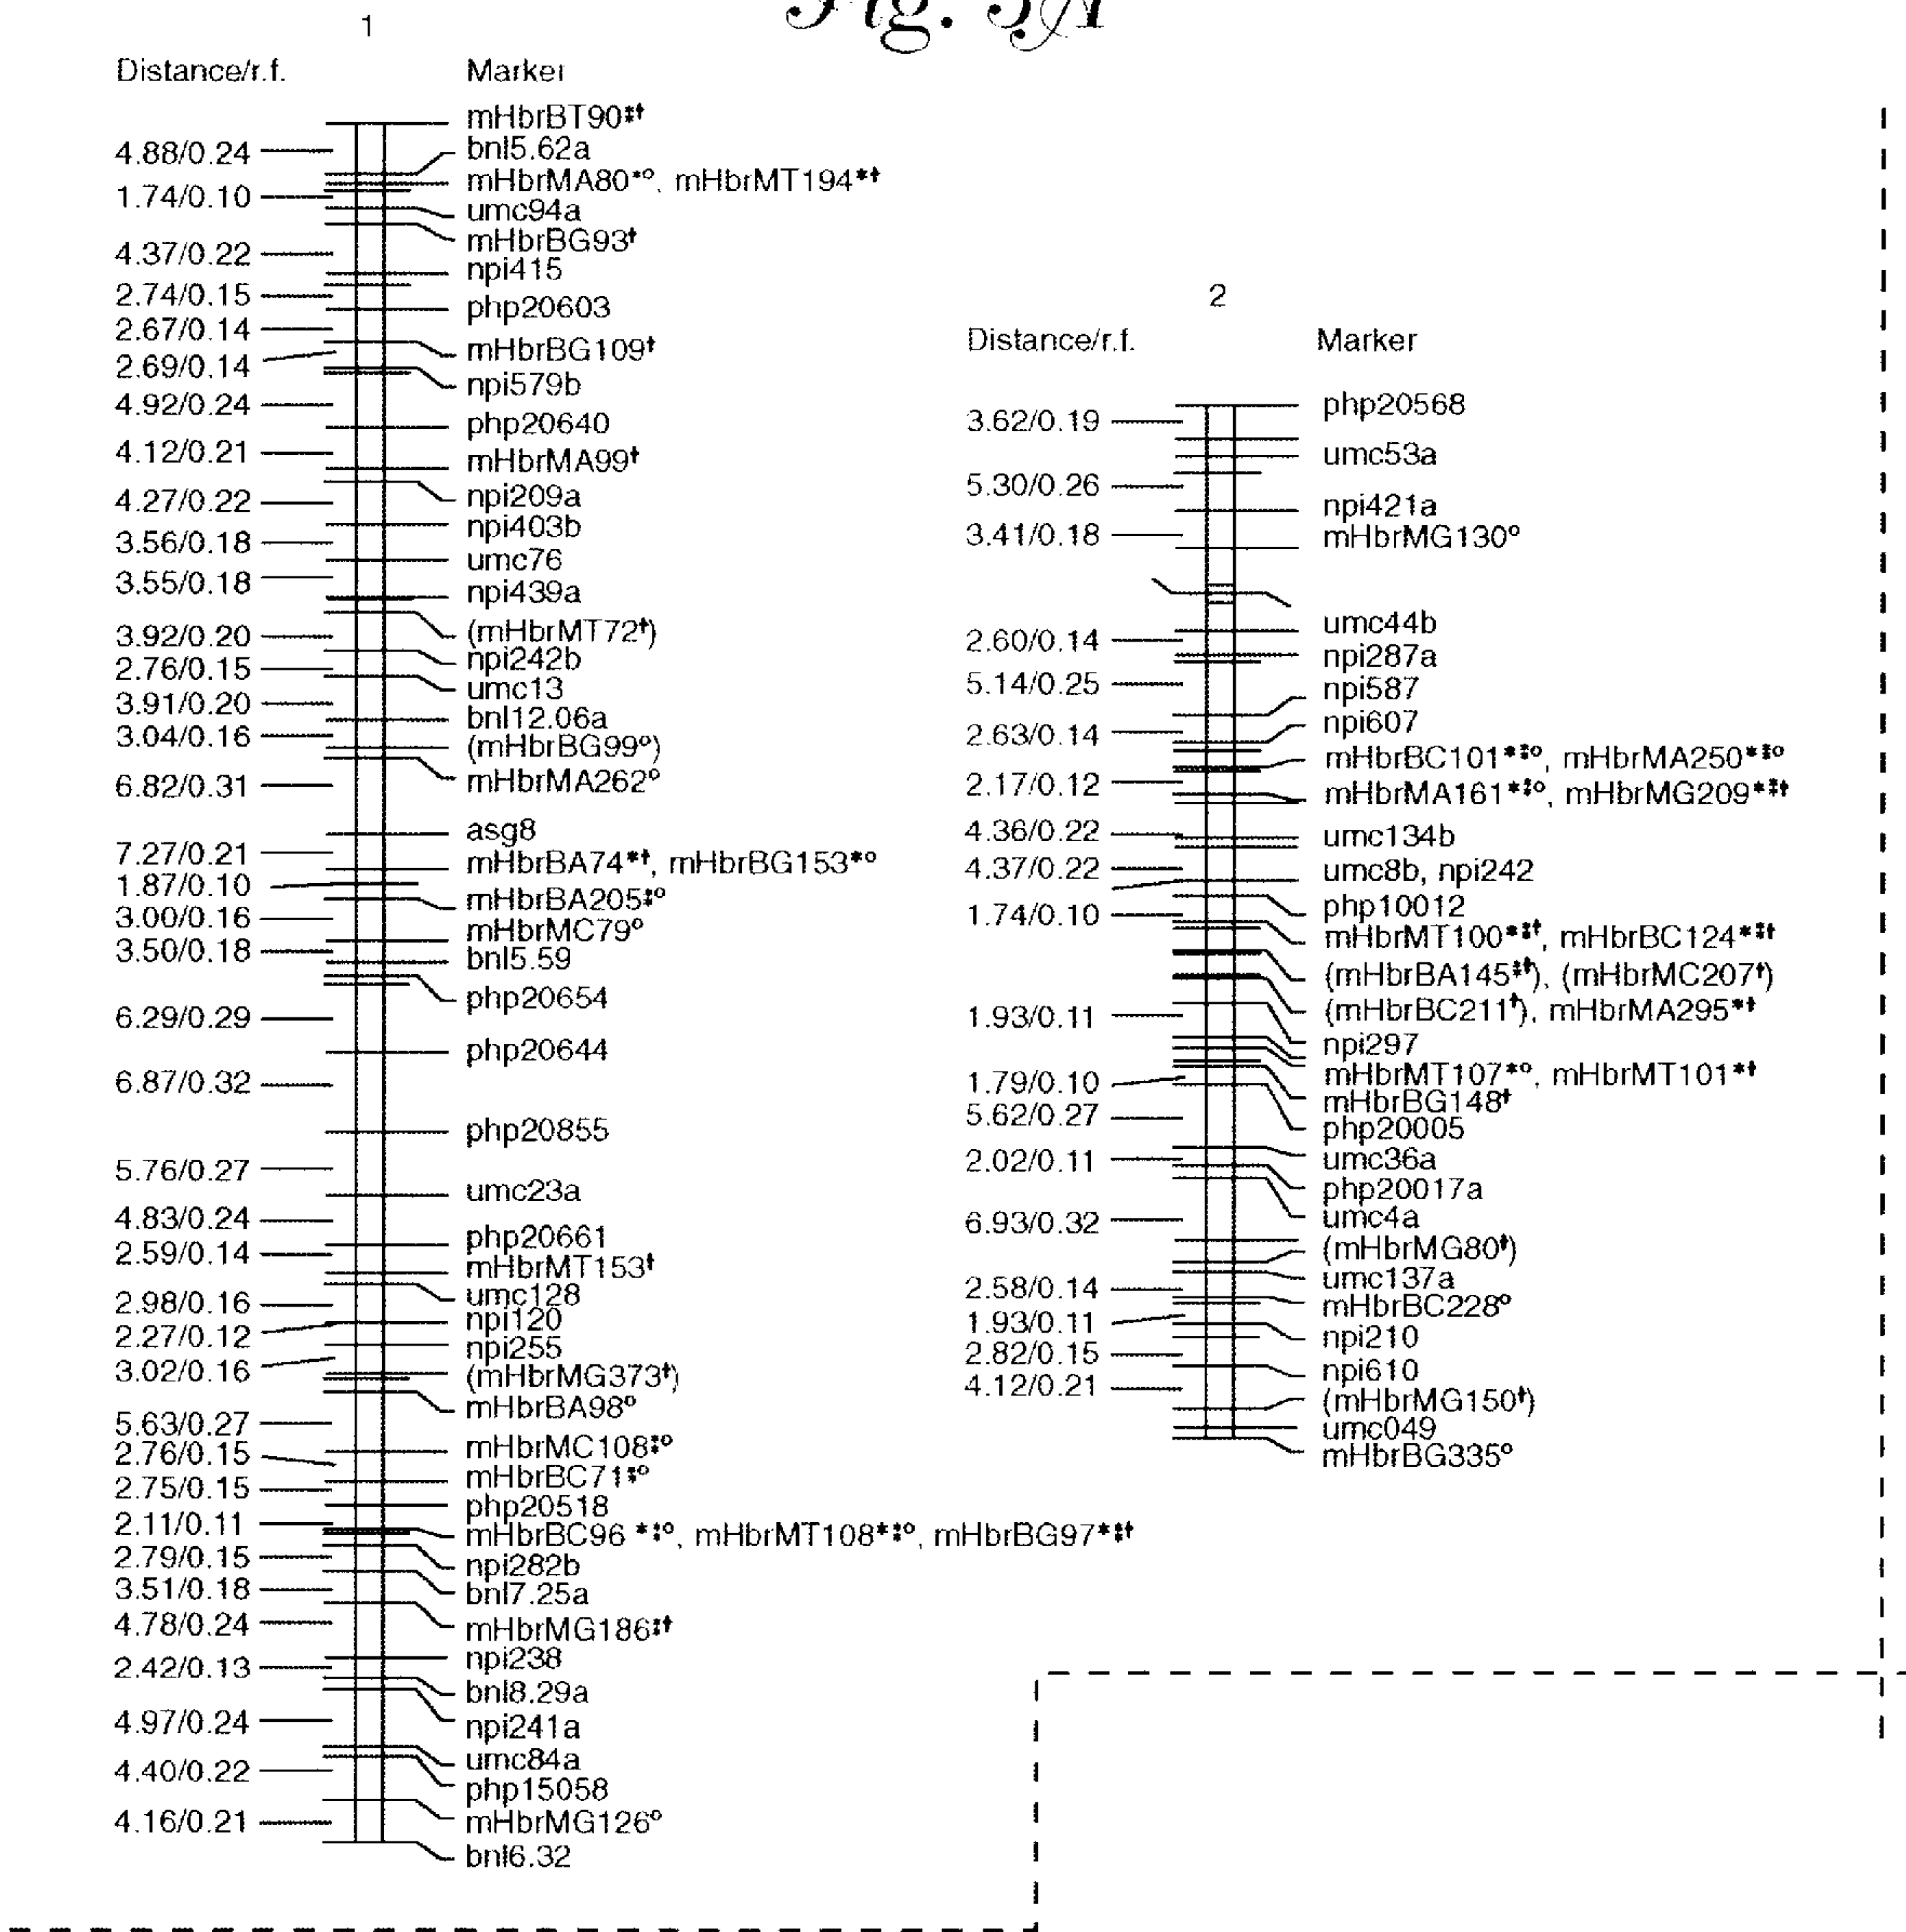 Fig. 5A
1
Distance/r.f. Marker
mHbrBT90‡†
4.88/0.24 bnl5.62a
mHbrMA80*°, mHbrMT194*†
1.74/0.10 umc94a
mHbrBG93†
4.37/0.22 npi415
2.74/0.15 php20603
2.67/0.14
mHbrBG109†
2.69/0.14 npi579b
4.92/0.24 php20640
4.12/0.21 mHbrMA99†
4.27/0.22 npi209a
npi403b
3.56/0.18 umc76
3.55/0.18 npi439a
3.92/0.20 (mHbrMT72†)
2.76/0.15 npi242b
umc13
3.91/0.20 bnl12.06a
3.04/0.16 (mHbrBG99°)
6.82/0.31 mHbrMA262°
asg8
7.27/0.21 mHbrBA74*†, mHbrBG153*°
1.87/0.10 mHbrBA205‡°
3.00/0.16 mHbrMC79°
3.50/0.18 bnl5.59
php20654
6.29/0.29
php20644
6.87/0.32
php20855
5.76/0.27
umc23a
4.83/0.24 php20661
2.59/0.14 mHbrMT153†
2.98/0.16 umc128
npi120
2.27/0.12 npi255
3.02/0.16 (mHbrMG373†)
mHbrBA98°
5.63/0.27
2.76/0.15 mHbrMC108‡°
2.75/0.15 mHbrBC71‡°
php20518
2.11/0.11 mHbrBC96 *‡°, mHbrMT108*‡°, mHbrBG97*‡†
2.79/0.15 npi282b
3.51/0.18 bnl7.25a
4.78/0.24 mHbrMG186‡†
2.42/0.13 npi238
bnl8.29a
4.97/0.24 npi241a
umc84a
4.40/0.22 php15058
4.16/0.21 mHbrMG126°
bnl6.32
2
Distance/r.f. Marker
php20568
3.62/0.19
umc53a
5.30/0.26
npi421a
3.41/0.18 mHbrMG130°
umc44b
2.60/0.14 npi287a
5.14/0.25 npi587
2.63/0.14 npi607
mHbrBC101*‡°, mHbrMA250*‡°
2.17/0.12 mHbrMA161*‡°, mHbrMG209*‡†
4.36/0.22 umc134b
4.37/0.22 umc8b, npi242
1.74/0.10 php10012
mHbrMT100*‡†, mHbrBC124*‡†
(mHbrBA145‡†), (mHbrMC207†)
1.93/0.11 (mHbrBC211†), mHbrMA295*†
npi297
1.79/0.10 mHbrMT107*°, mHbrMT101*†
mHbrBG148†
5.62/0.27 php20005
2.02/0.11 umc36a
php20017a
6.93/0.32 umc4a
(mHbrMG80†)
2.58/0.14 umc137a
mHbrBC228°
1.93/0.11 npi210
2.82/0.15 npi610
4.12/0.21 (mHbrMG150†)
umc049
mHbrBG335°